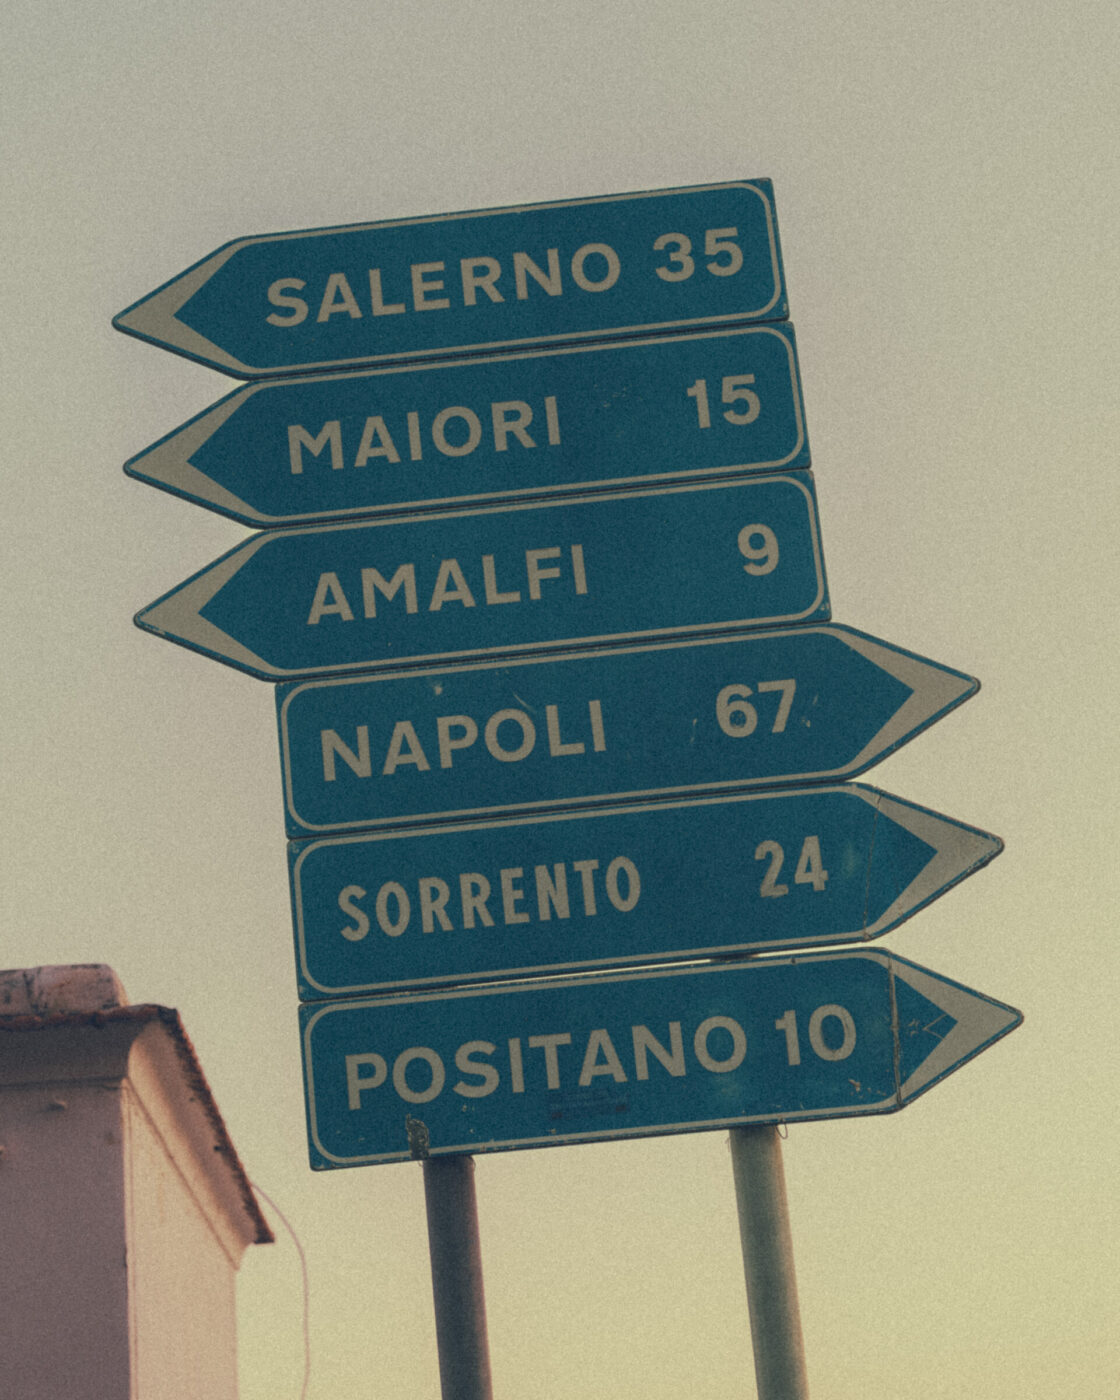 SALERNO 35
MAIORI 15
AMALFI 9
NAPOLI 67
SORRENTO 24
POSITANO 10